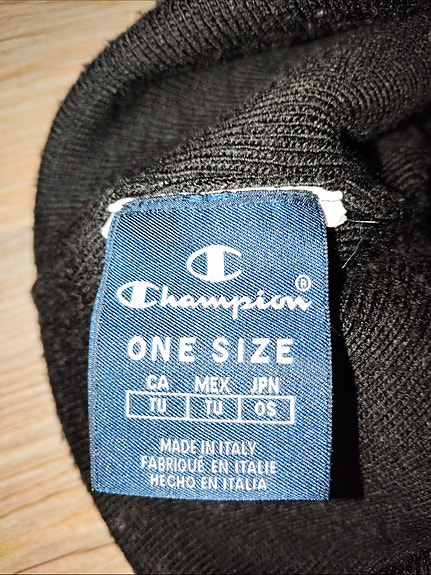 C
Champion®
ONE SIZE
CA MEX JPN
TU TU OS
MADE IN ITALY
FABRIQUÉ EN ITALIE
HECHO EN ITALIA